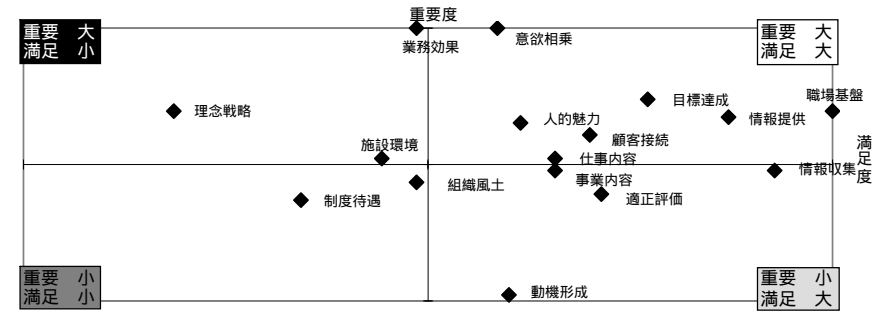 重要度
重要 大
満足 小
重要 大
満足 大
業務効果
意欲相乗
理念戦略
目標達成
職場基盤
人的魅力
情報提供
顧客接続
施設環境
仕事内容
満足度
情報収集
事業内容
組織風土
制度待遇
適正評価
重要 小
満足 小
動機形成
重要 小
満足 大